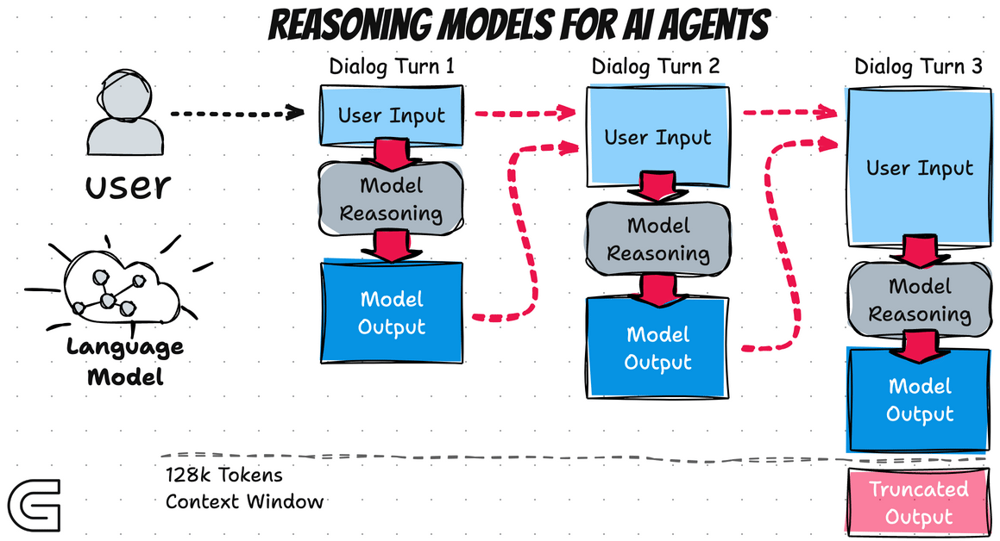 REASONING MODELS FOR AI AGENTS
Dialog Turn 1
Dialog Turn 2
Dialog Turn 3
user
Language
Model
User Input
Model
Reasoning
Model
Output
User Input
Model
Reasoning
Model
Output
User Input
Model
Reasoning
Model
Output
128k Tokens
Context Window
Truncated
Output